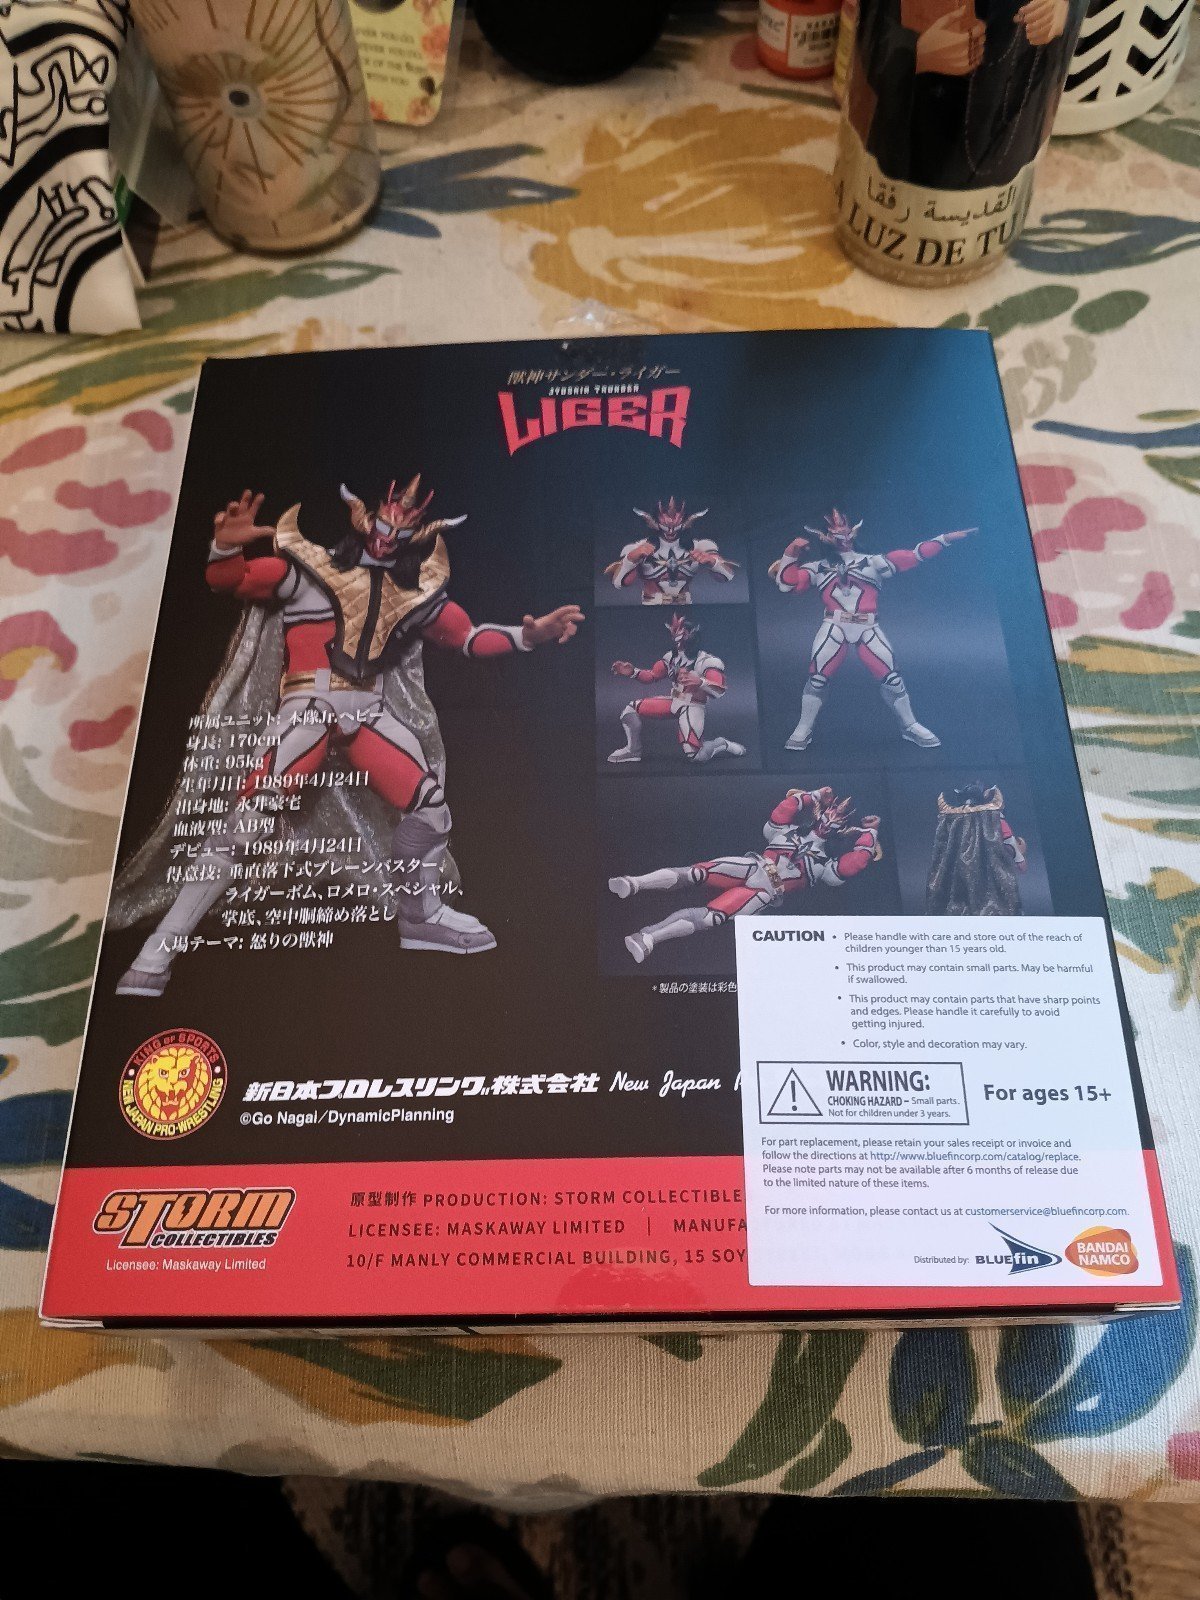 القديسة رفقا
A LUZ DE TU
獣神サンダー・ライガー
JYUSHIN THUNDER
LIGER
所属ユニット: 本隊Jr.ヘビー
身長: 170cm
体重: 95kg
生年月日: 1989年4月24日
出身地: 永井豪宅
血液型: AB型
デビュー: 1989年4月24日
得意技: 垂直落下式ブレーンバスター、
ライガーボム、ロメロ・スペシャル、
掌底、空中胴締め落とし
入場テーマ: 怒りの獣神
*製品の塗装は彩色
KING OF SPORTS
NEW JAPAN PRO-WRESTLING
新日本プロレスリング株式会社 New Japan
©Go Nagai/DynamicPlanning
STORM
COLLECTIBLES
Licensee: Maskaway Limited
原型制作 PRODUCTION: STORM COLLECTIBLE
LICENSEE: MASKAWAY LIMITED | MANUFA
10/F MANLY COMMERCIAL BUILDING, 15 SOY
CAUTION • Please handle with care and store out of the reach of
children younger than 15 years old.
• This product may contain small parts. May be harmful
if swallowed.
• This product may contain parts that have sharp points
and edges. Please handle it carefully to avoid
getting injured.
• Color, style and decoration may vary.
WARNING:
CHOKING HAZARD – Small parts.
Not for children under 3 years.
For ages 15+
For part replacement, please retain your sales receipt or invoice and
follow the directions at http://www.bluefincorp.com/catalog/replace.
Please note parts may not be available after 6 months of release due
to the limited nature of these items.
For more information, please contact us at customerservice@bluefincorp.com.
Distributed by: BLUEfin
BANDAI
NAMCO